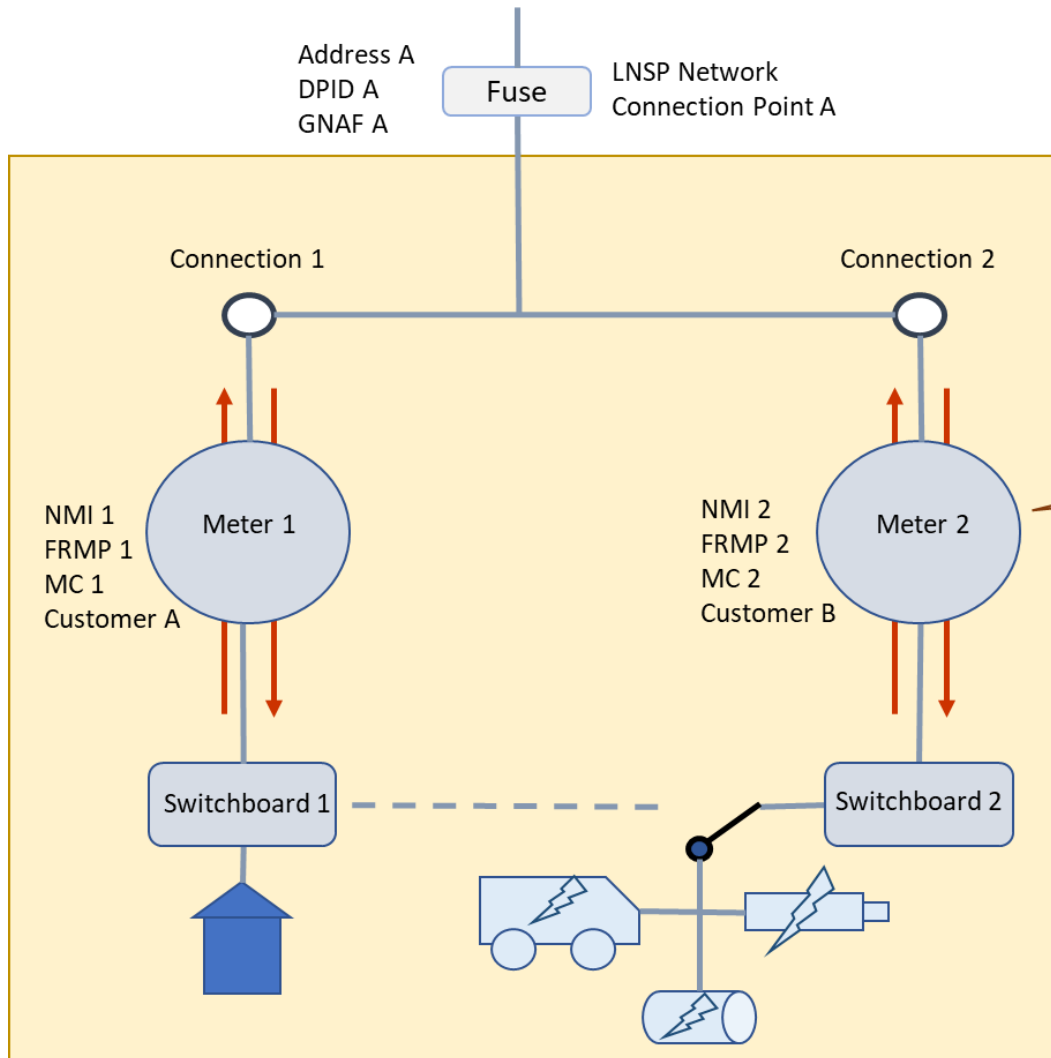 Address A
DPID A
GNAF A
Fuse
LNSP Network
Connection Point A
Connection 1
Connection 2
Meter 1
NMI 1
FRMP 1
MC 1
Customer A
Meter 2
NMI 2
FRMP 2
MC 2
Customer B
Switchboard 1
Switchboard 2